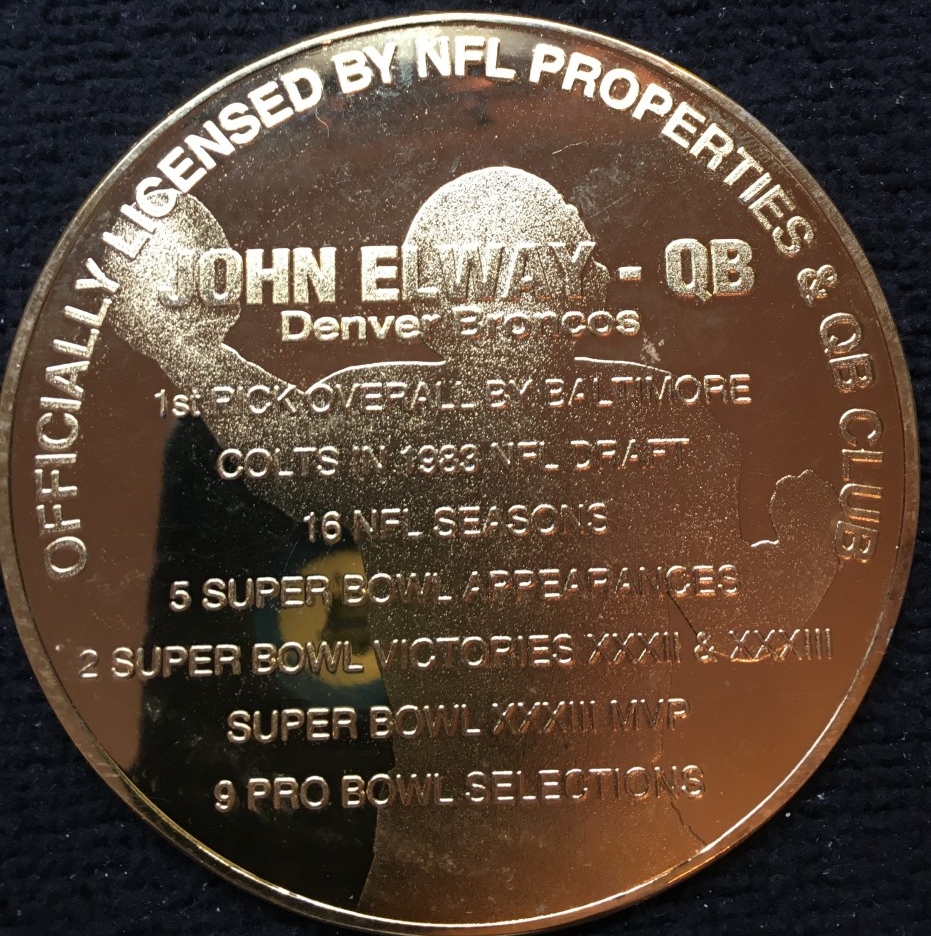 OFFICIALLY LICENSED BY NFL PROPERTIES & QB CLUB
JOHN ELWAY - QB
Denver Broncos
1st PICK OVERALL BY BALTIMORE
COLTS IN 1983 NFL DRAFT
16 NFL SEASONS
5 SUPER BOWL APPEARANCES
2 SUPER BOWL VICTORIES XXXII & XXXIII
SUPER BOWL XXXIII MVP
9 PRO BOWL SELECTIONS